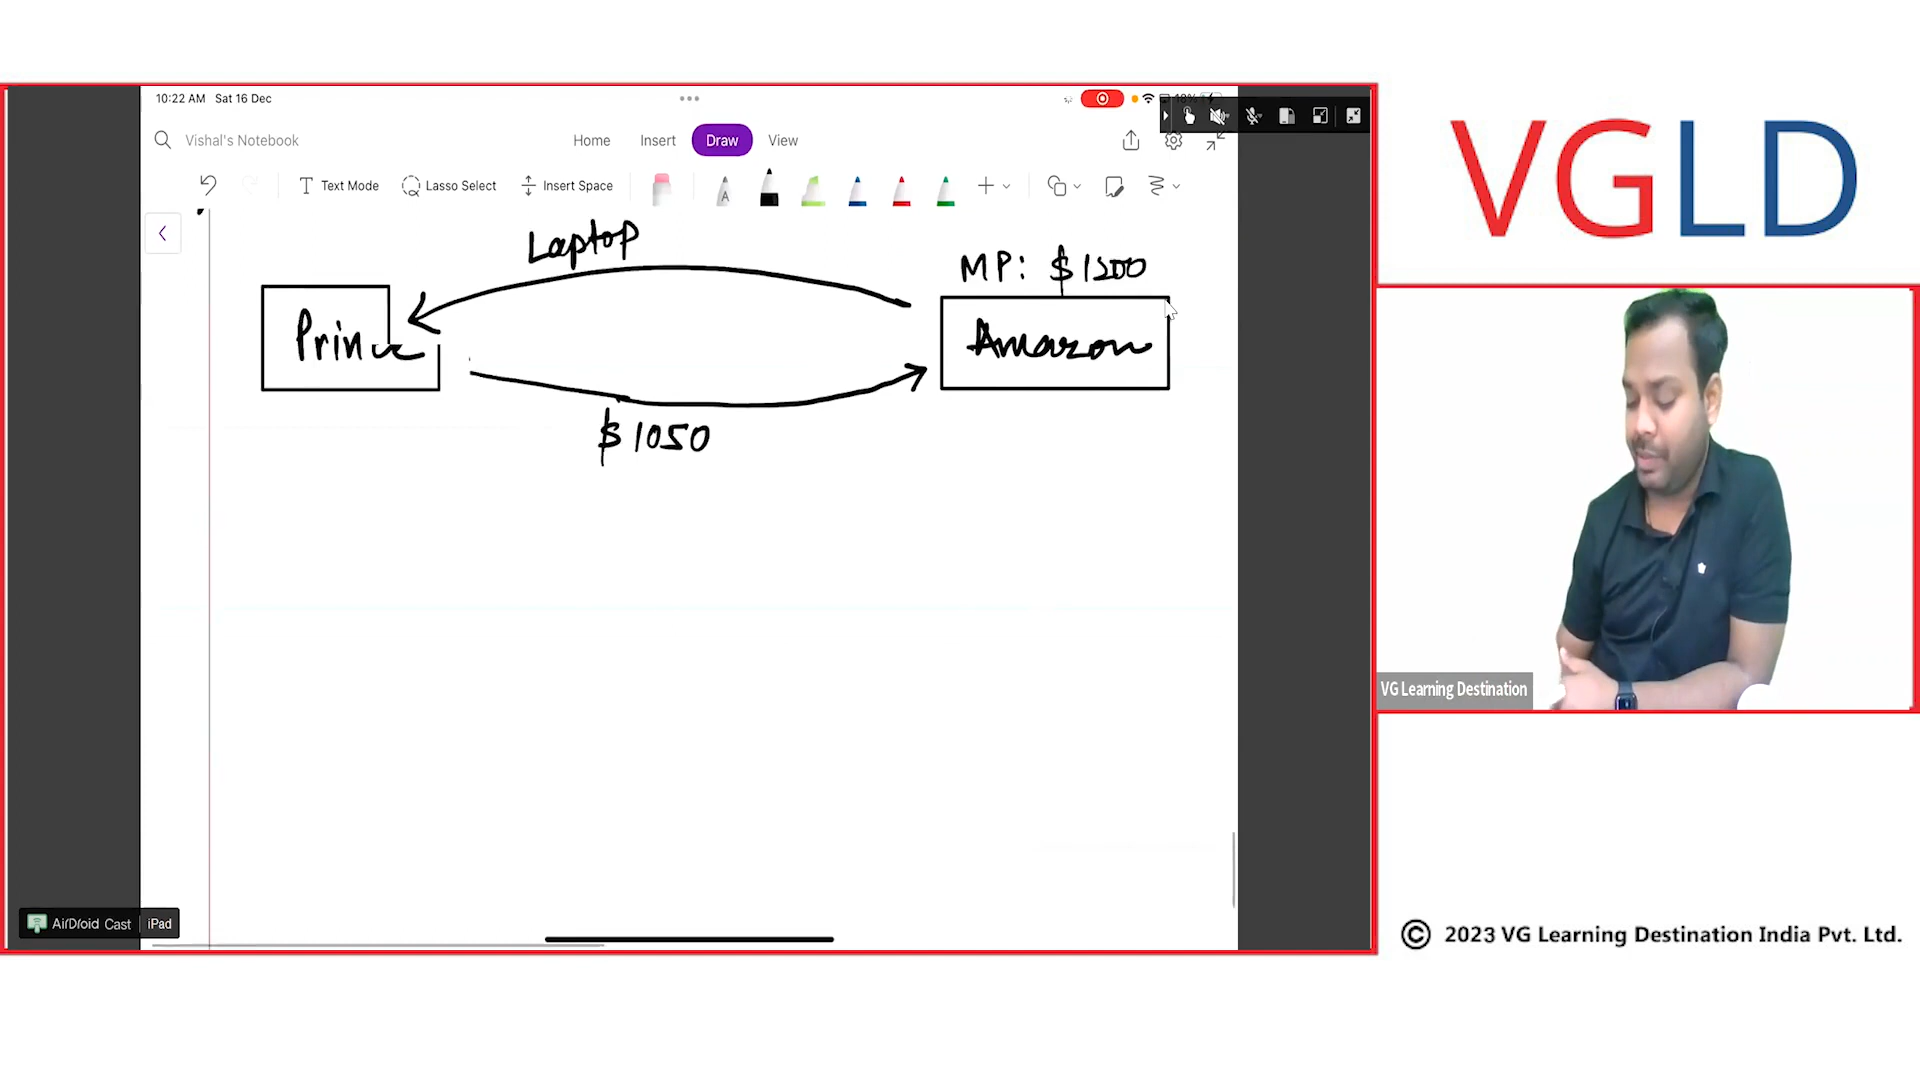 10:22 AM Sat 16 Dec
18%
Vishal's Notebook
Home Insert Draw View
Text Mode Lasso Select Insert Space
A
Laptop
MP: $ 1200
Prince
Amazon
$ 1050
AirDroid Cast iPad
VGLD
VG Learning Destination
© 2023 VG Learning Destination India Pvt. Ltd.